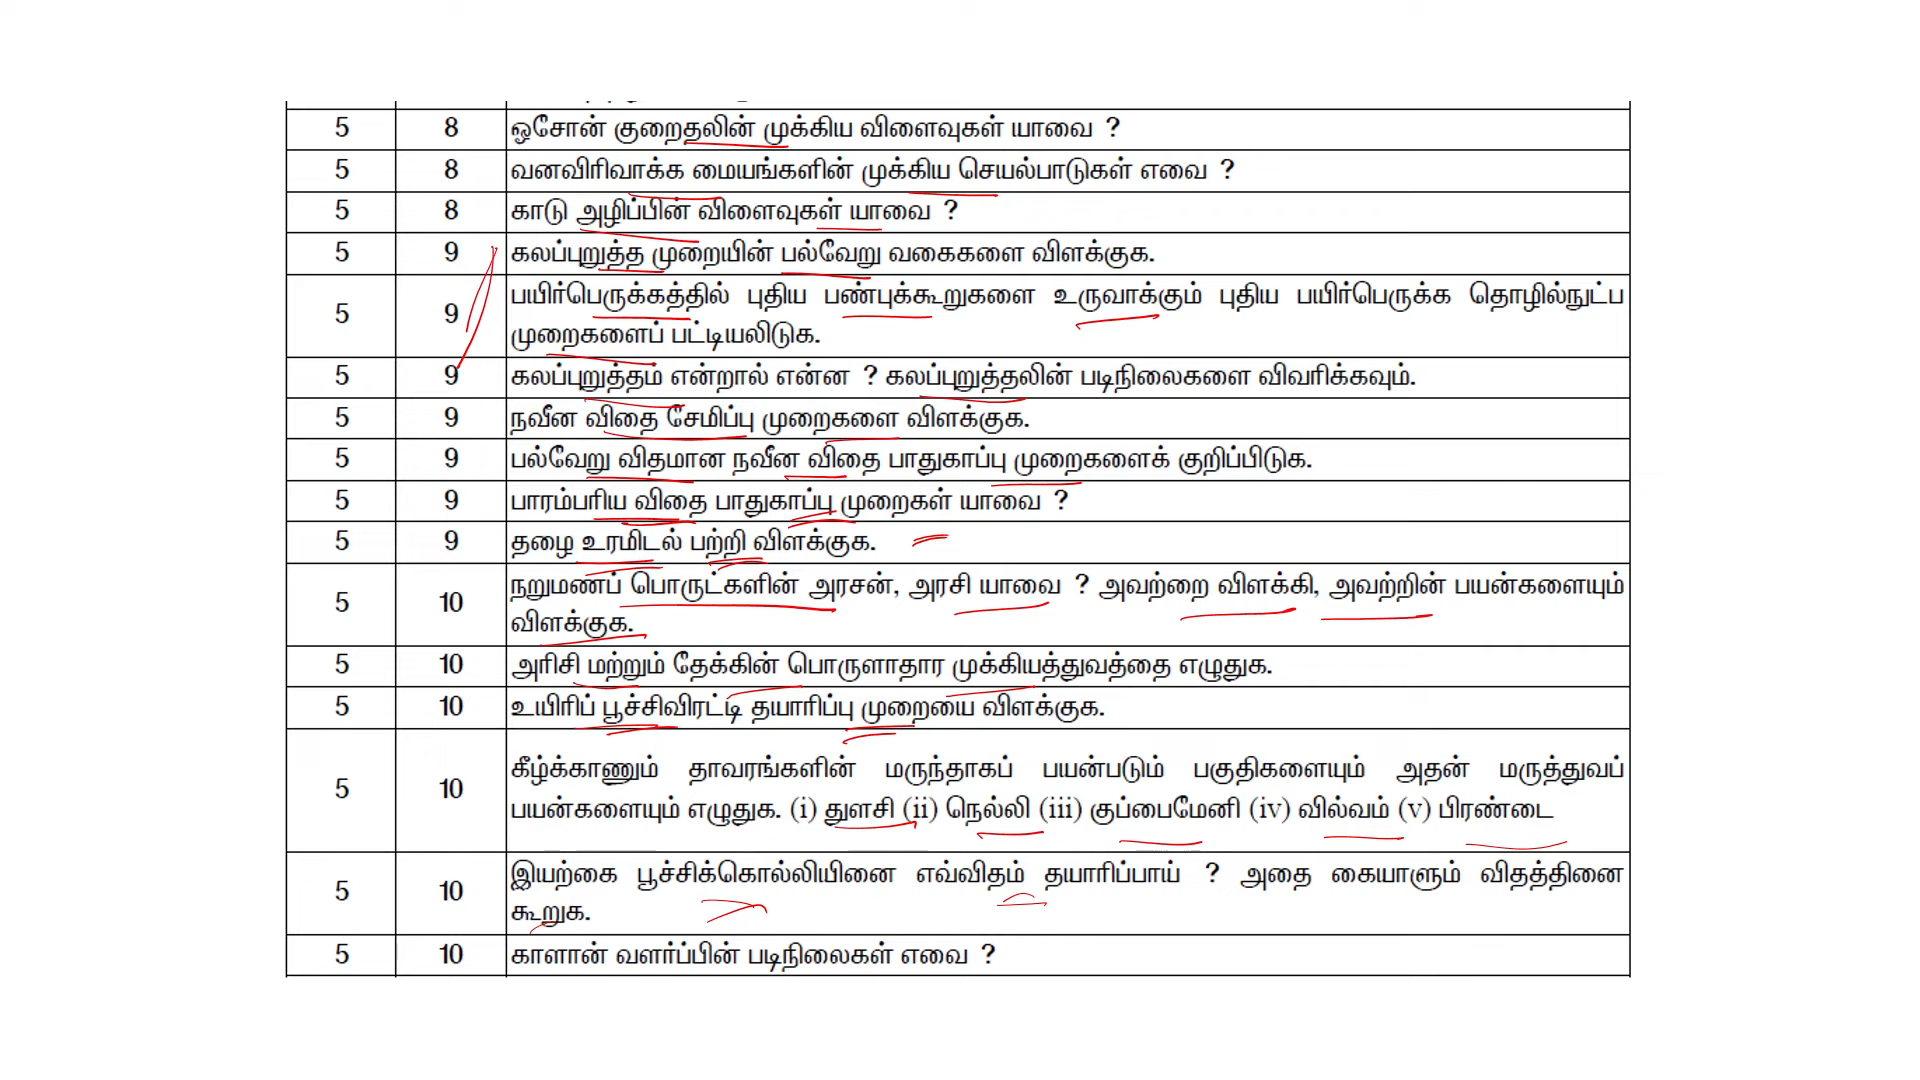 5 8 ஓசோன் குறைதலின் முக்கிய விளைவுகள் யாவை ?
5 8 வனவிரிவாக்க மையங்களின் முக்கிய செயல்பாடுகள் எவை ?
5 8 காடு அழிப்பின் விளைவுகள் யாவை ?
5 9 கலப்புறுத்த முறையின் பல்வேறு வகைகளை விளக்குக.
5 9 பயிர்பெருக்கத்தில் புதிய பண்புக்கூறுகளை உருவாக்கும் புதிய பயிர்பெருக்க தொழில்நுட்ப
முறைகளைப் பட்டியலிடுக.
5 9 கலப்புறுத்தம் என்றால் என்ன ? கலப்புறுத்தலின் படிநிலைகளை விவரிக்கவும்.
5 9 நவீன விதை சேமிப்பு முறைகளை விளக்குக.
5 9 பல்வேறு விதமான நவீன விதை பாதுகாப்பு முறைகளைக் குறிப்பிடுக.
5 9 பாரம்பரிய விதை பாதுகாப்பு முறைகள் யாவை ?
5 9 தழை உரமிடல் பற்றி விளக்குக.
5 10 நறுமணப் பொருட்களின் அரசன், அரசி யாவை ? அவற்றை விளக்கி, அவற்றின் பயன்களையும்
விளக்குக.
5 10 அரிசி மற்றும் தேக்கின் பொருளாதார முக்கியத்துவத்தை எழுதுக.
5 10 உயிரிப் பூச்சிவிரட்டி தயாரிப்பு முறையை விளக்குக.
5 10 கீழ்க்காணும் தாவரங்களின் மருந்தாகப் பயன்படும் பகுதிகளையும் அதன் மருத்துவப்
பயன்களையும் எழுதுக. (i) துளசி (ii) நெல்லி (iii) குப்பைமேனி (iv) வில்வம் (v) பிரண்டை
5 10 இயற்கை பூச்சிக்கொல்லியினை எவ்விதம் தயாரிப்பாய் ? அதை கையாளும் விதத்தினை
கூறுக.
5 10 காளான் வளர்ப்பின் படிநிலைகள் எவை ?